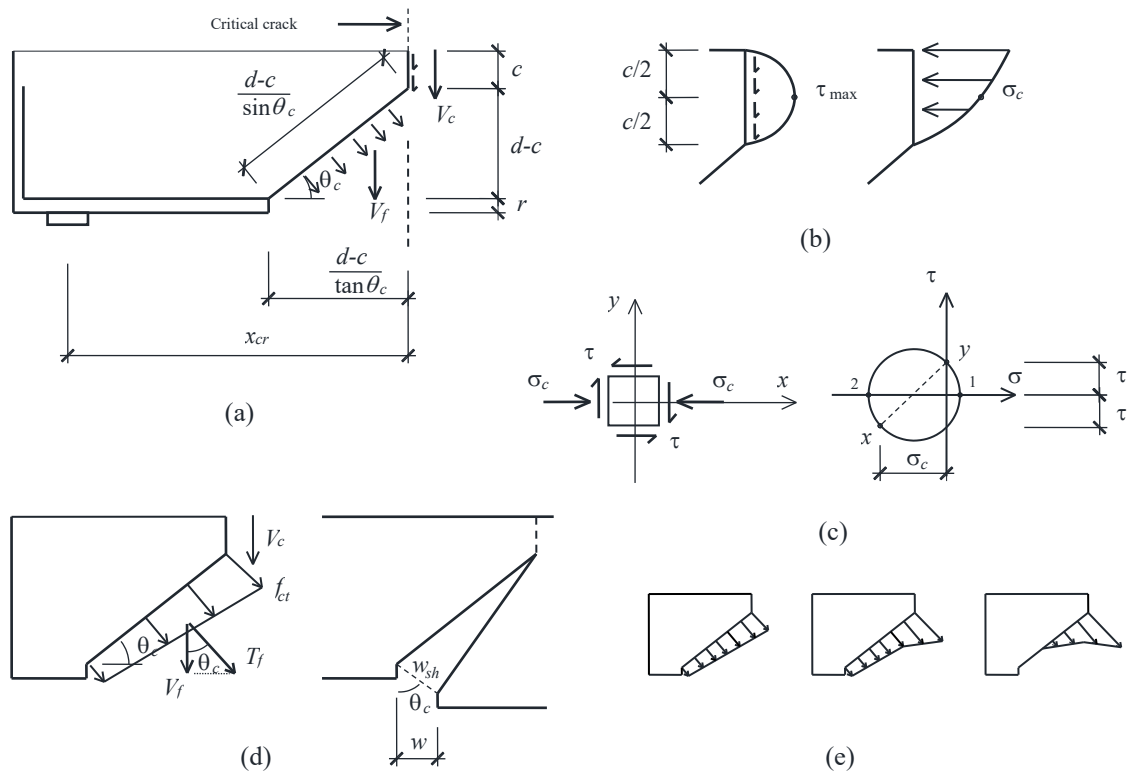 Critical crack
c
d-c
sinθc
Vc
d-c
θc
Vf
r
d-c
tanθc
xcr
(a)
c/2
c/2
τmax
σc
(b)
y
τ
σc
σc
x
τ
τ
y
2
1
σ
τ
τ
x
σc
(c)
Vc
fct
θc
θc
Tf
Vf
wsh
θc
w
(d)
(e)